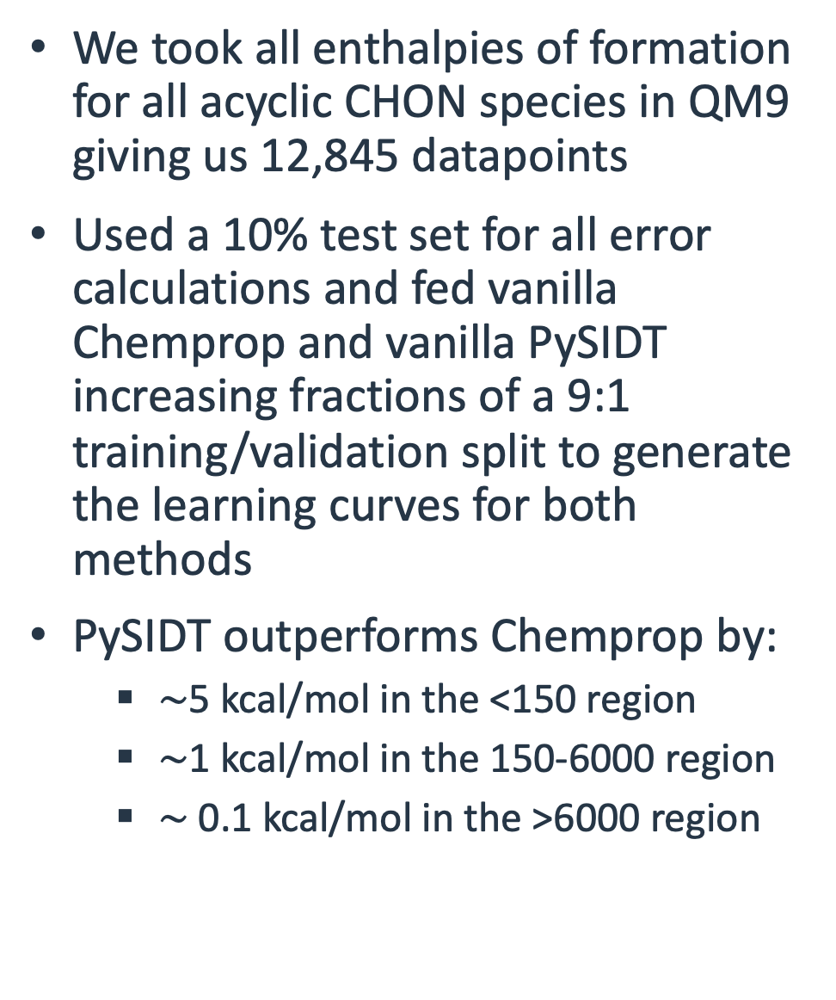 • We took all enthalpies of formation
for all acyclic CHON species in QM9
giving us 12,845 datapoints
• Used a 10% test set for all error
calculations and fed vanilla
Chemprop and vanilla PySIDT
increasing fractions of a 9:1
training/validation split to generate
the learning curves for both
methods
• PySIDT outperforms Chemprop by:
▪ ~5 kcal/mol in the <150 region
▪ ~1 kcal/mol in the 150-6000 region
▪ ~ 0.1 kcal/mol in the >6000 region